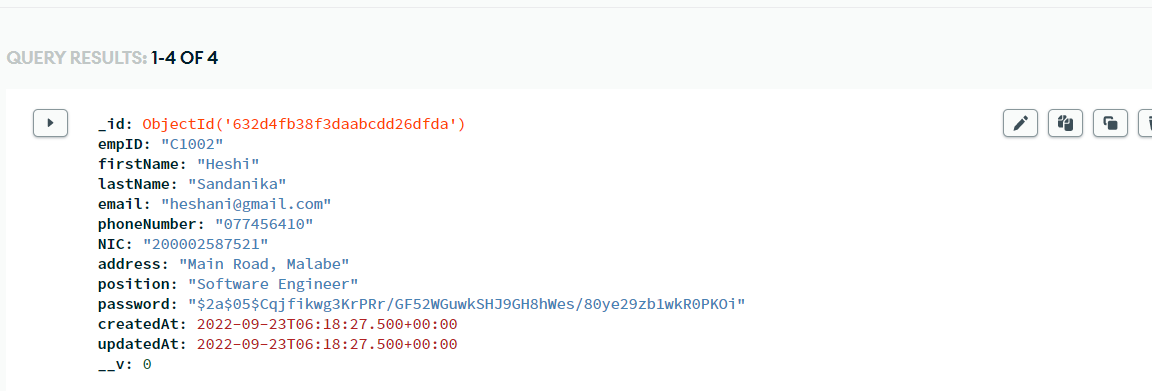 QUERY RESULTS: 1-4 OF 4
_id: ObjectId('632d4fb38f3daabcdd26dfda')
empID: "C1002"
firstName: "Heshi"
lastName: "Sandanika"
email: "heshani@gmail.com"
phoneNumber: "077456410"
NIC: "200002587521"
address: "Main Road, Malabe"
position: "Software Engineer"
password: "$2a$05$Cqjfikwg3KrPRr/GF52WGuwkSHJ9GH8hWes/80ye29zb1wkR0PKOi"
createdAt: 2022-09-23T06:18:27.500+00:00
updatedAt: 2022-09-23T06:18:27.500+00:00
__v: 0